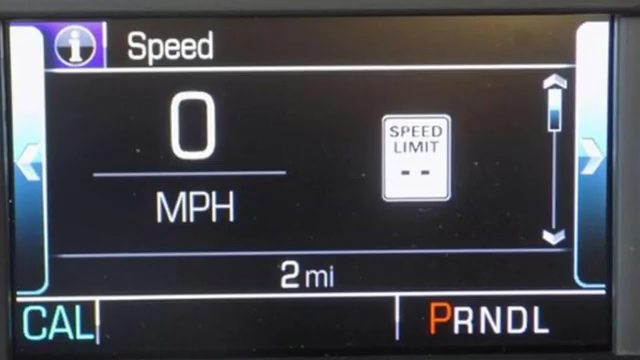 i Speed
0
MPH
SPEED
LIMIT
--
2 mi
CAL PRNDL